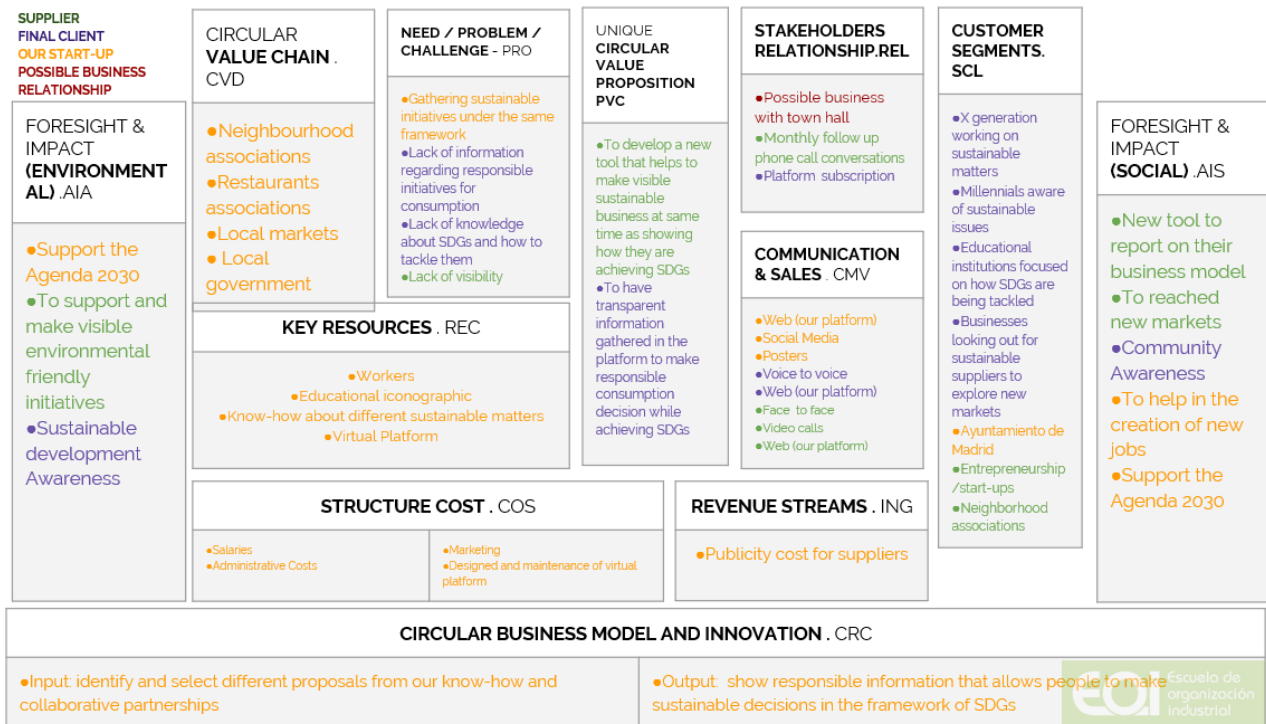 SUPPLIER
FINAL CLIENT
OUR START-UP
POSSIBLE BUSINESS
RELATIONSHIP
FORESIGHT &
IMPACT
(ENVIRONMENT
AL) .AIA
●Support the
Agenda 2030
●To support and
make visible
environmental
friendly
initiatives
●Sustainable
development
Awareness
CIRCULAR
VALUE CHAIN .
CVD
●Neighbourhood
associations
●Restaurants
associations
●Local markets
● Local
government
NEED / PROBLEM /
CHALLENGE - PRO
●Gathering sustainable
initiatives under the same
framework
●Lack of information
regarding responsible
initiatives for
consumption
●Lack of knowledge
about SDGs and how to
tackle them
●Lack of visibility
KEY RESOURCES . REC
●Workers
●Educational iconographic
●Know-how about different sustainable matters
●Virtual Platform
UNIQUE
CIRCULAR
VALUE
PROPOSITION
PVC
●To develop a new
tool that helps to
make visible
sustainable
business at same
time as showing
how they are
achieving SDGs
●To have
transparent
information
gathered in the
platform to make
responsible
consumption
decision while
achieving SDGs
STAKEHOLDERS
RELATIONSHIP.REL
●Possible business
with town hall
●Monthly follow up
phone call conversations
●Platform subscription
COMMUNICATION
& SALES . CMV
●Web (our platform)
●Social Media
●Posters
●Voice to voice
●Web (our platform)
●Face to face
●Video calls
●Web (our platform)
CUSTOMER
SEGMENTS.
SCL
●X generation
working on
sustainable
matters
●Millennials aware
of sustainable
issues
●Educational
institutions focused
on how SDGs are
being tackled
●Businesses
looking out for
sustainable
suppliers to
explore new
markets
●Ayuntamiento de
Madrid
●Entrepreneurship
/start-ups
●Neighborhood
associations
FORESIGHT &
IMPACT
(SOCIAL) .AIS
●New tool to
report on their
business model
●To reached
new markets
●Community
Awareness
●To help in the
creation of new
jobs
●Support the
Agenda 2030
STRUCTURE COST . COS
●Salaries
●Administrative Costs
●Marketing
●Designed and maintenance of virtual
platform
REVENUE STREAMS . ING
●Publicity cost for suppliers
CIRCULAR BUSINESS MODEL AND INNOVATION . CRC
●Input: identify and select different proposals from our know-how and
collaborative partnerships
●Output: show responsible information that allows people to make
sustainable decisions in the framework of SDGs
eoi Escuela de
organización
industrial